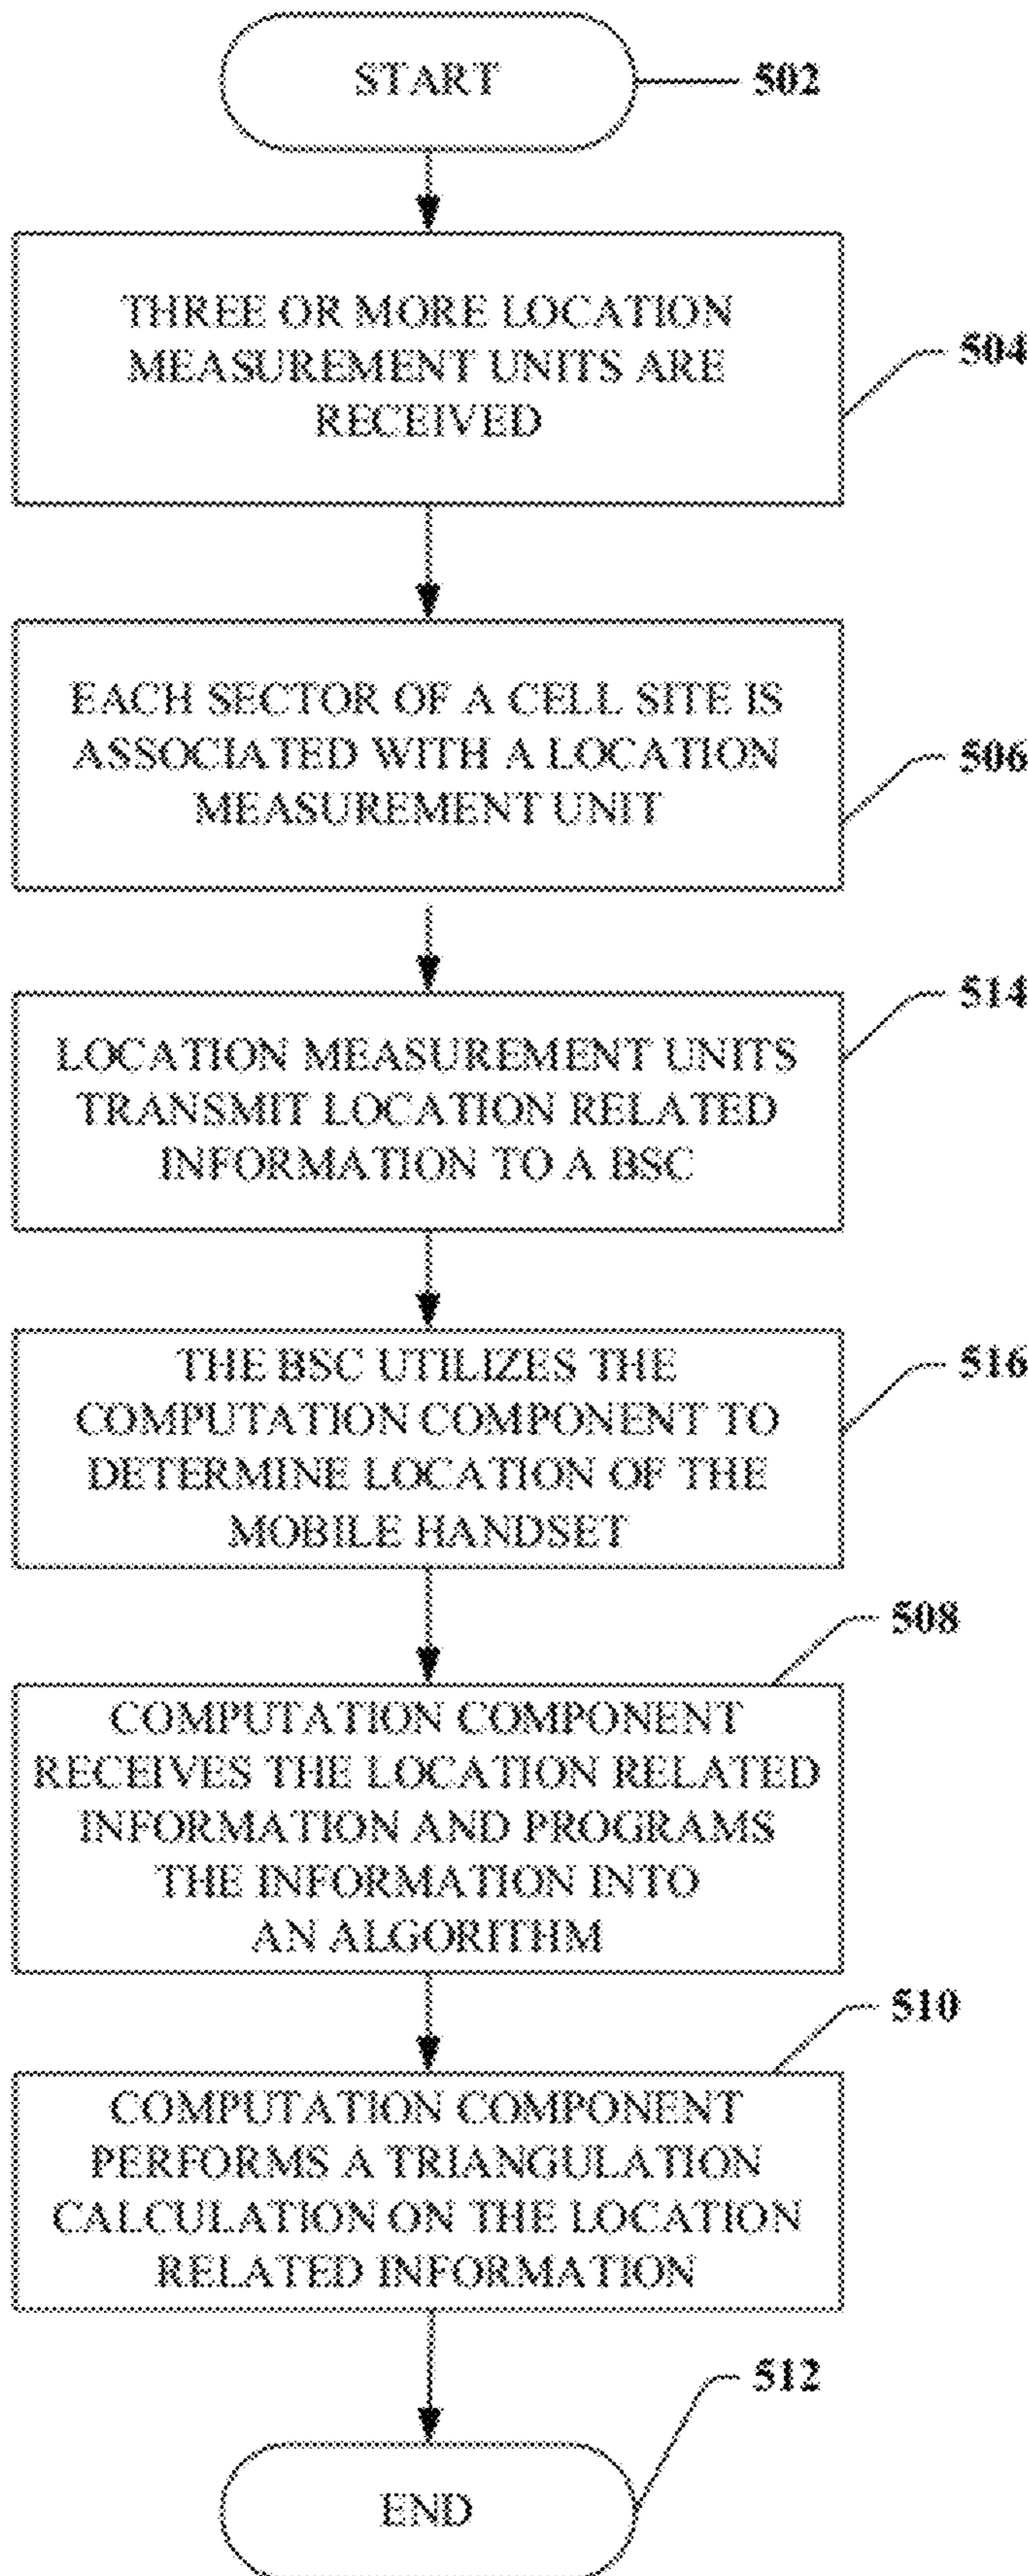 START
502
THREE OR MORE LOCATION
MEASUREMENT UNITS ARE
RECEIVED
504
EACH SECTOR OF A CELL SITE IS
ASSOCIATED WITH A LOCATION
MEASUREMENT UNIT
506
514
LOCATION MEASUREMENT UNITS
TRANSMIT LOCATION RELATED
INFORMATION TO A BSC
THE BSC UTILIZES THE
COMPUTATION COMPONENT TO
DETERMINE LOCATION OF THE
MOBILE HANDSET
516
508
COMPUTATION COMPONENT
RECEIVES THE LOCATION RELATED
INFORMATION AND PROGRAMS
THE INFORMATION INTO
AN ALGORITHM
510
COMPUTATION COMPONENT
PERFORMS A TRIANGULATION
CALCULATION ON THE LOCATION
RELATED INFORMATION
512
END